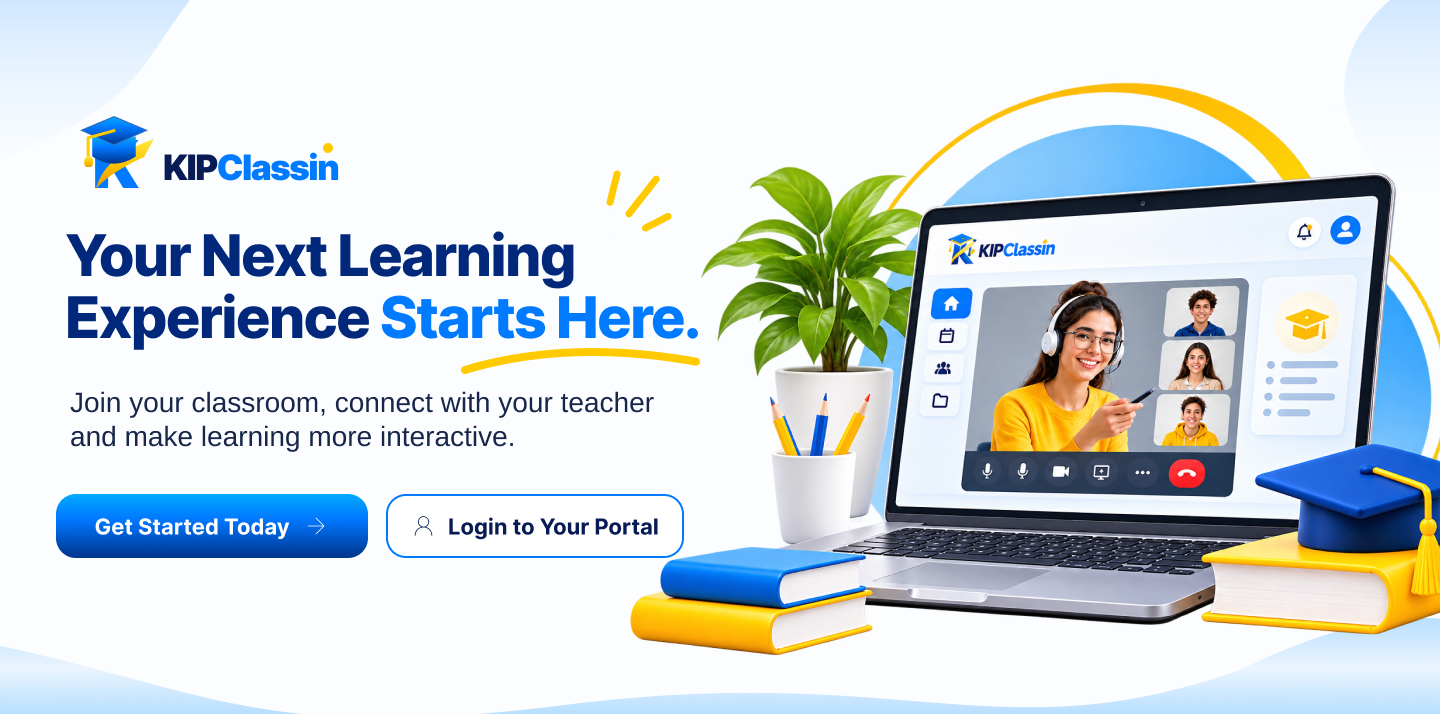 KIPClassin
Your Next Learning
Experience Starts Here.
Join your classroom, connect with your teacher
and make learning more interactive.
Get Started Today
Login to Your Portal
KIPClassin